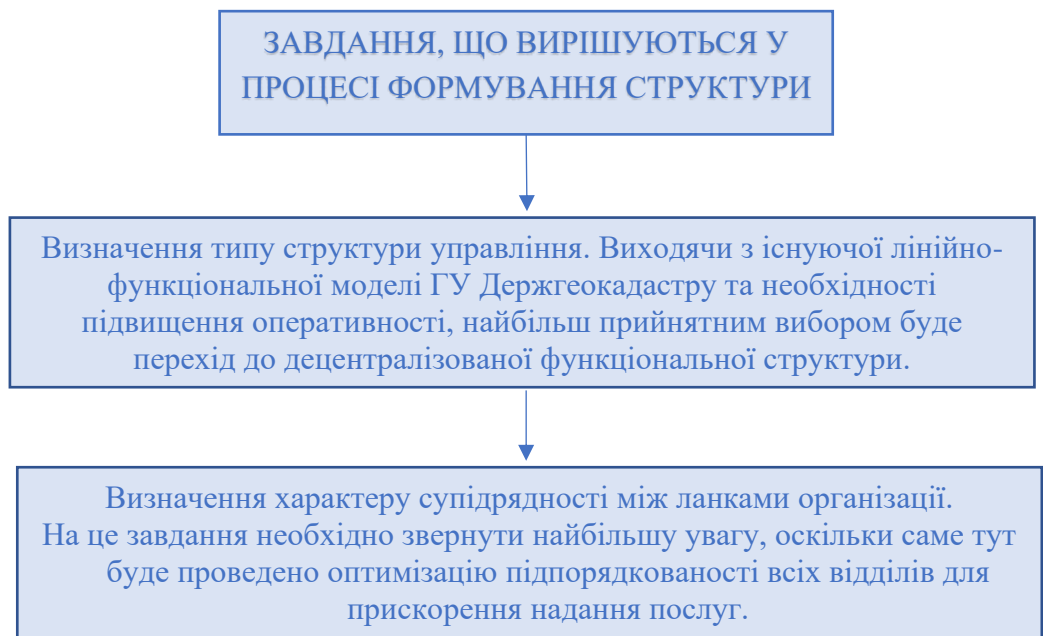 ЗАВДАННЯ, ЩО ВИРІШУЮТЬСЯ У
ПРОЦЕСІ ФОРМУВАННЯ СТРУКТУРИ
Визначення типу структури управління. Виходячи з існуючої лінійно-
функціональної моделі ГУ Держгеокадастру та необхідності
підвищення оперативності, найбільш прийнятним вибором буде
перехід до децентралізованої функціональної структури.
Визначення характеру супідрядності між ланками організації.
На це завдання необхідно звернути найбільшу увагу, оскільки саме тут
буде проведено оптимізацію підпорядкованості всіх відділів для
прискорення надання послуг.